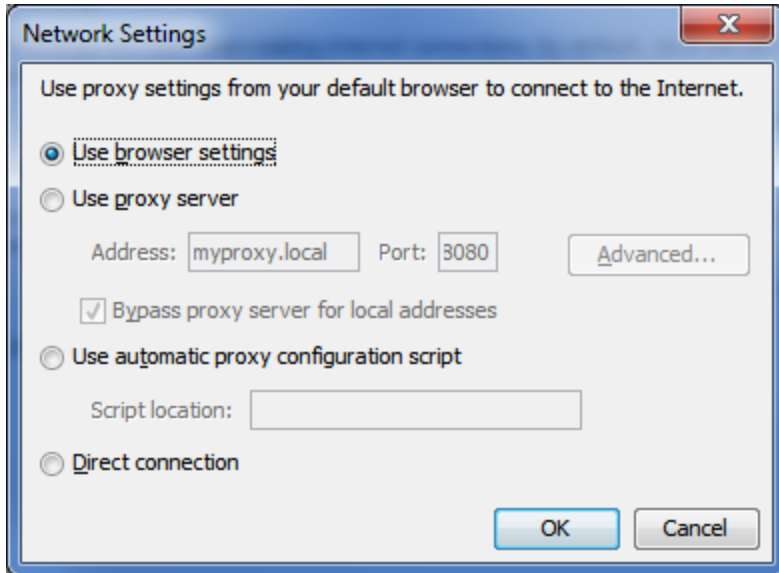 Network Settings
Use proxy settings from your default browser to connect to the Internet.
Use browser settings
Use proxy server
Address: myproxy.local Port: 8080 Advanced...
Bypass proxy server for local addresses
Use automatic proxy configuration script
Script location:
Direct connection
OK Cancel